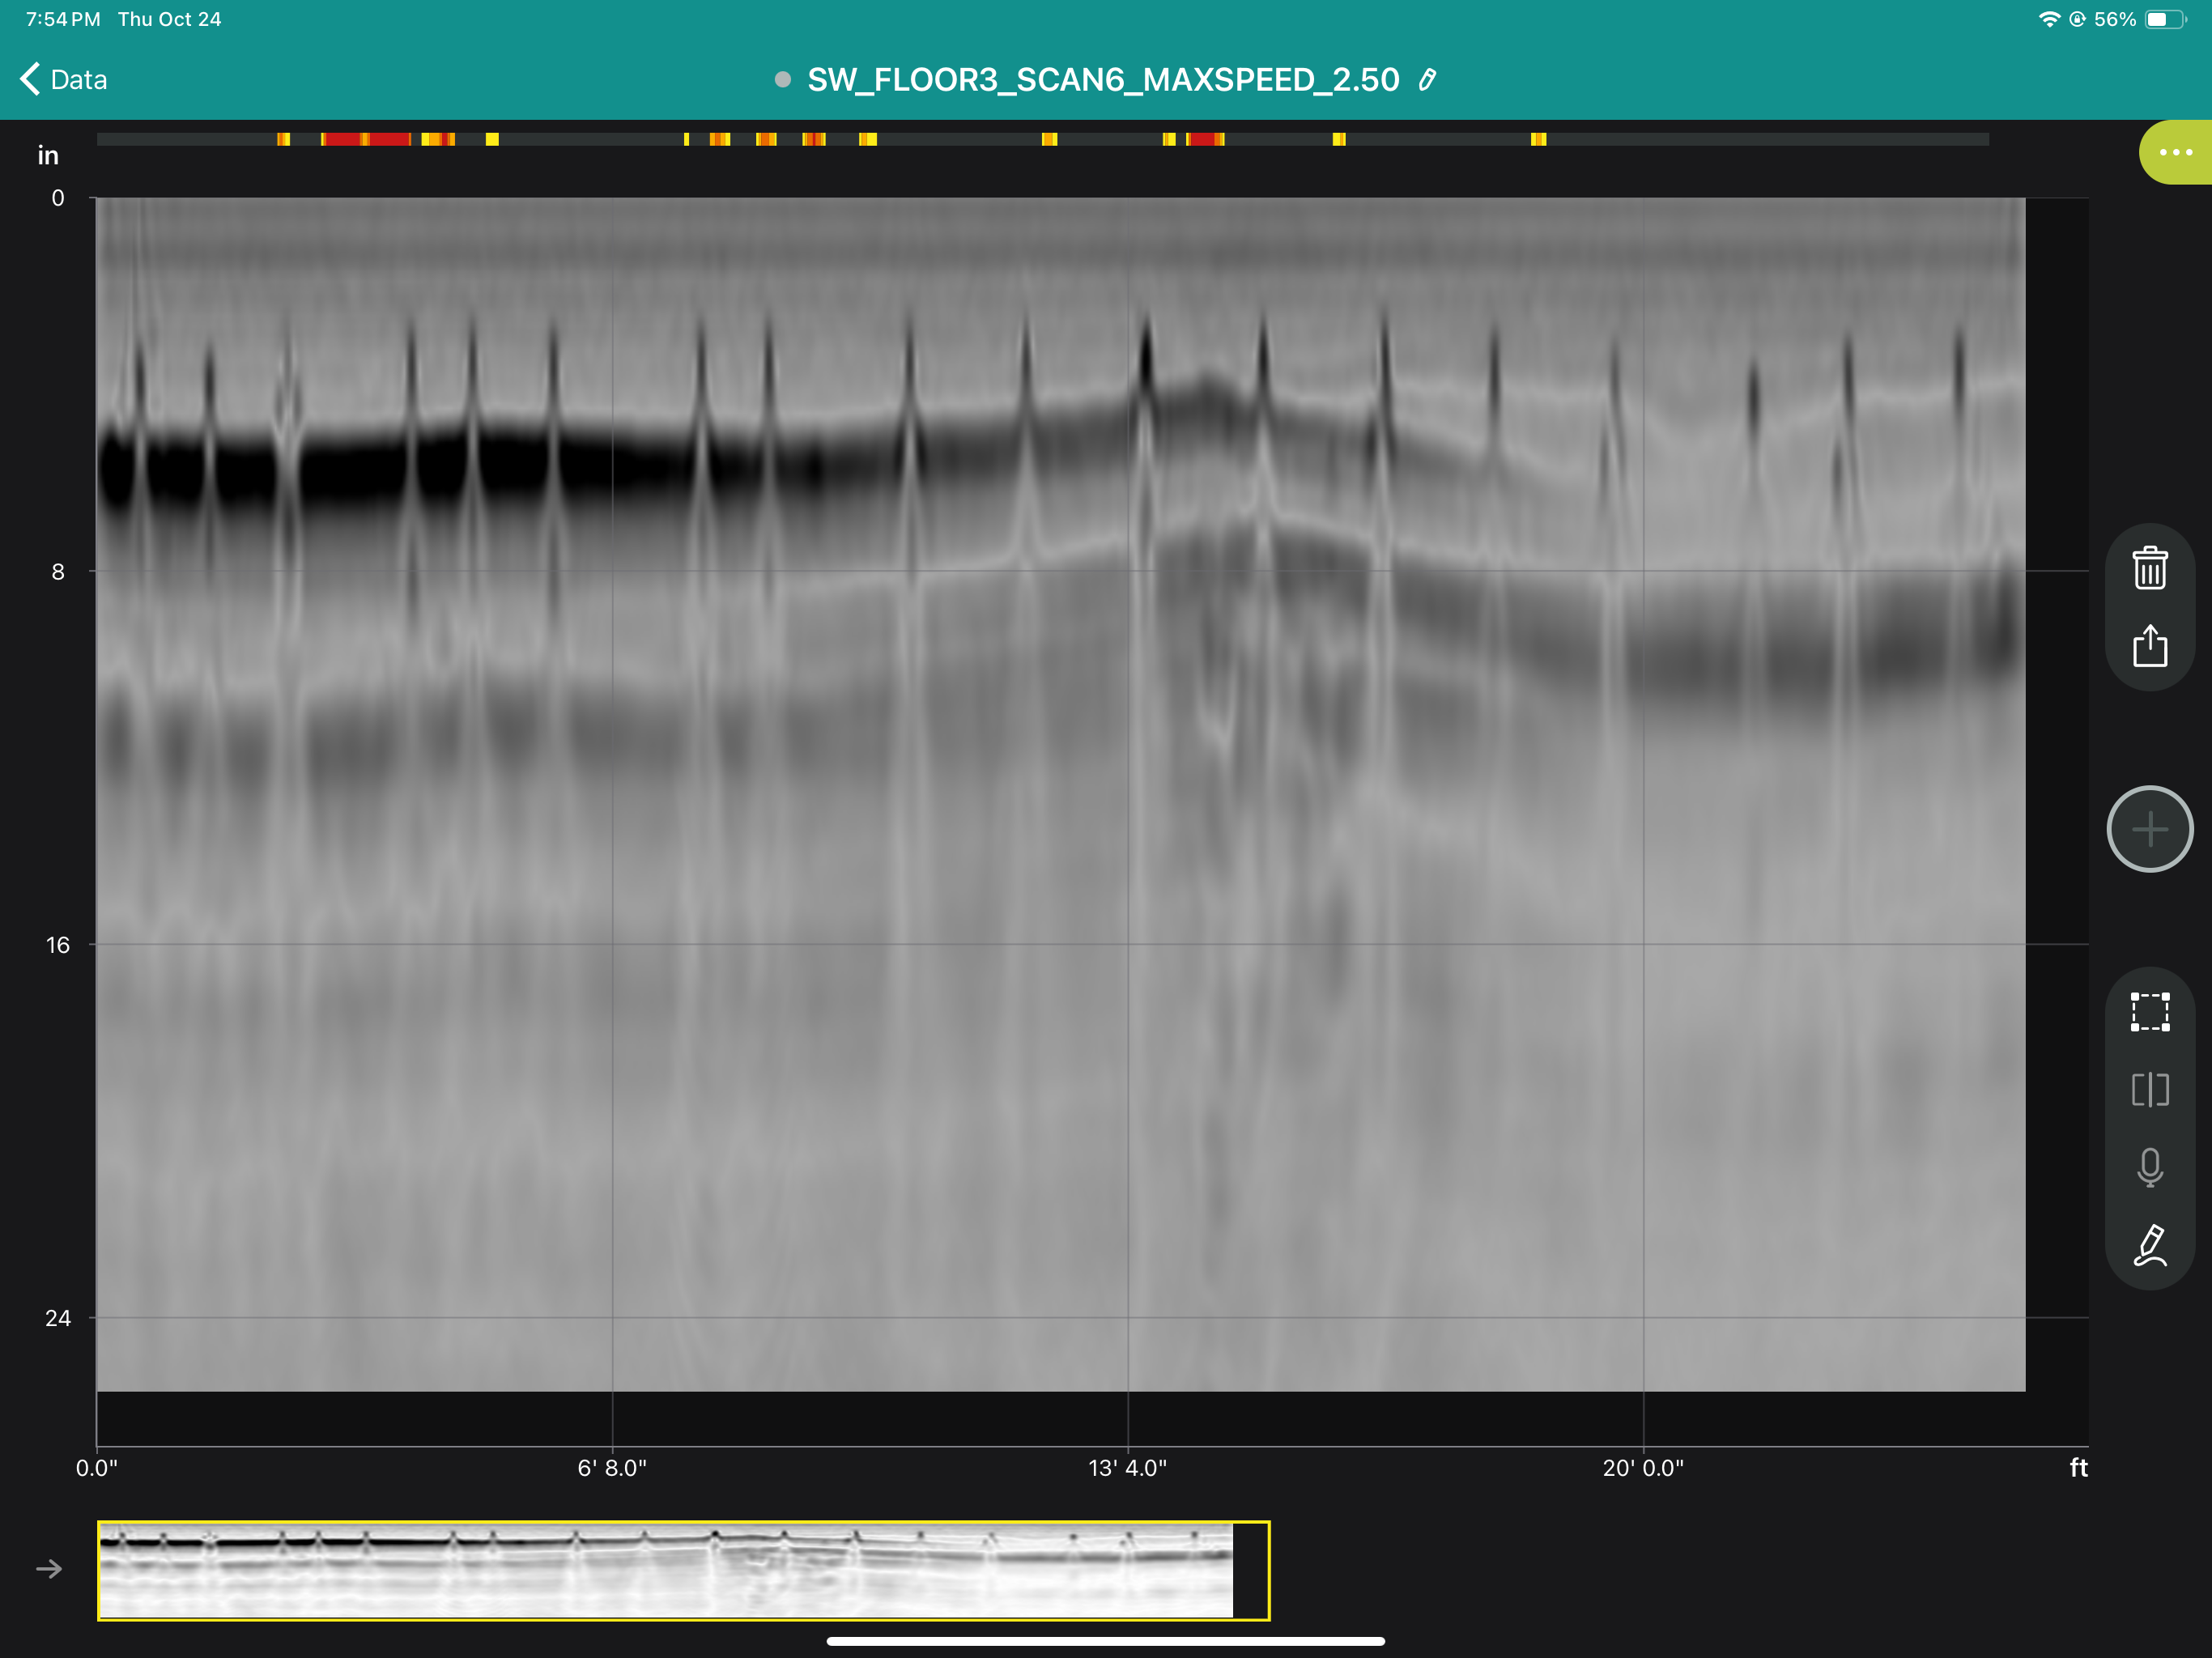 7:54 PM Thu Oct 24
56%
Data
SW_FLOOR3_SCAN6_MAXSPEED_2.50
in
0
8
16
24
0.0" 6' 8.0" 13' 4.0" 20' 0.0" ft